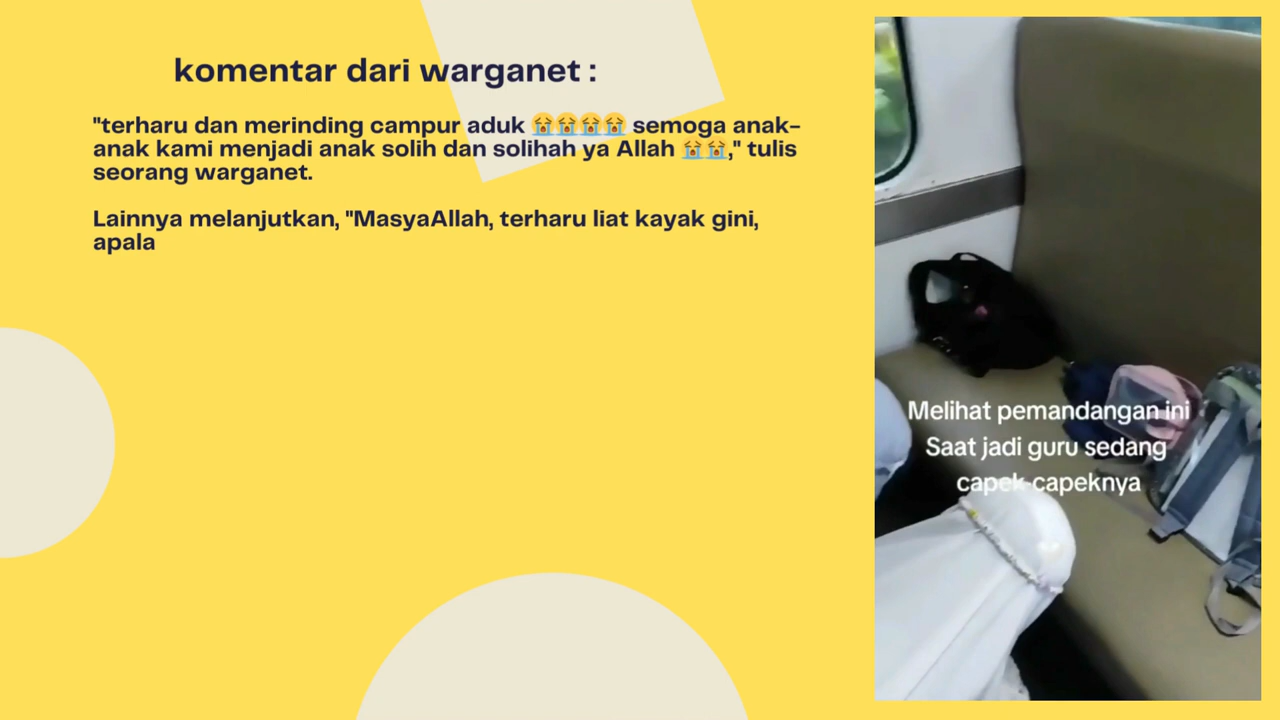 komentar dari warganet :
"terharu dan merinding campur aduk 😭😭😭😭 semoga anak-
anak kami menjadi anak solih dan solihah ya Allah 😭😭," tulis
seorang warganet.
Lainnya melanjutkan, "MasyaAllah, terharu liat kayak gini,
apala
Melihat pemandangan ini
Saat jadi guru sedang
capek-capeknya